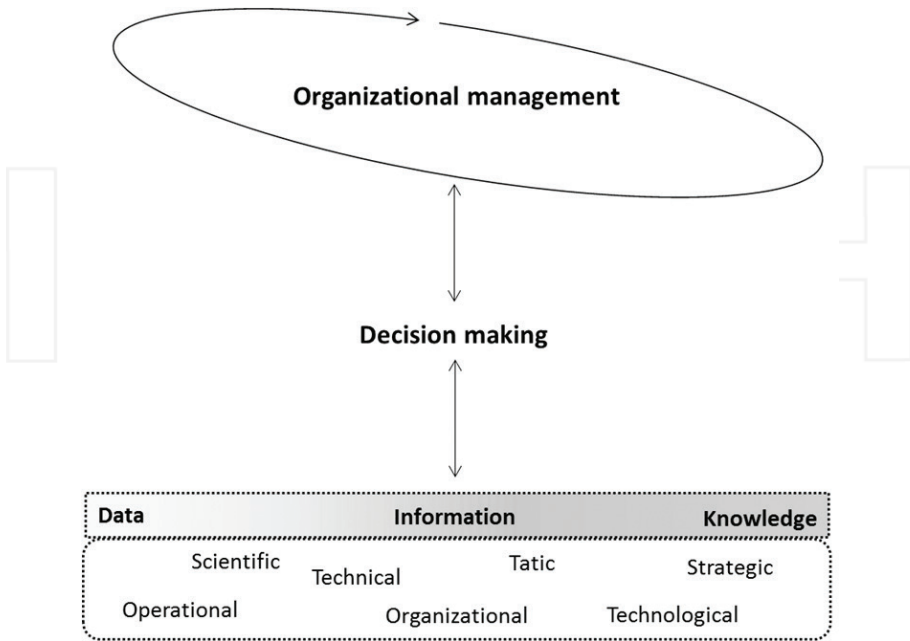 Organizational management
Decision making
Data Information Knowledge
Scientific Technical Tatic Strategic
Operational Organizational Technological